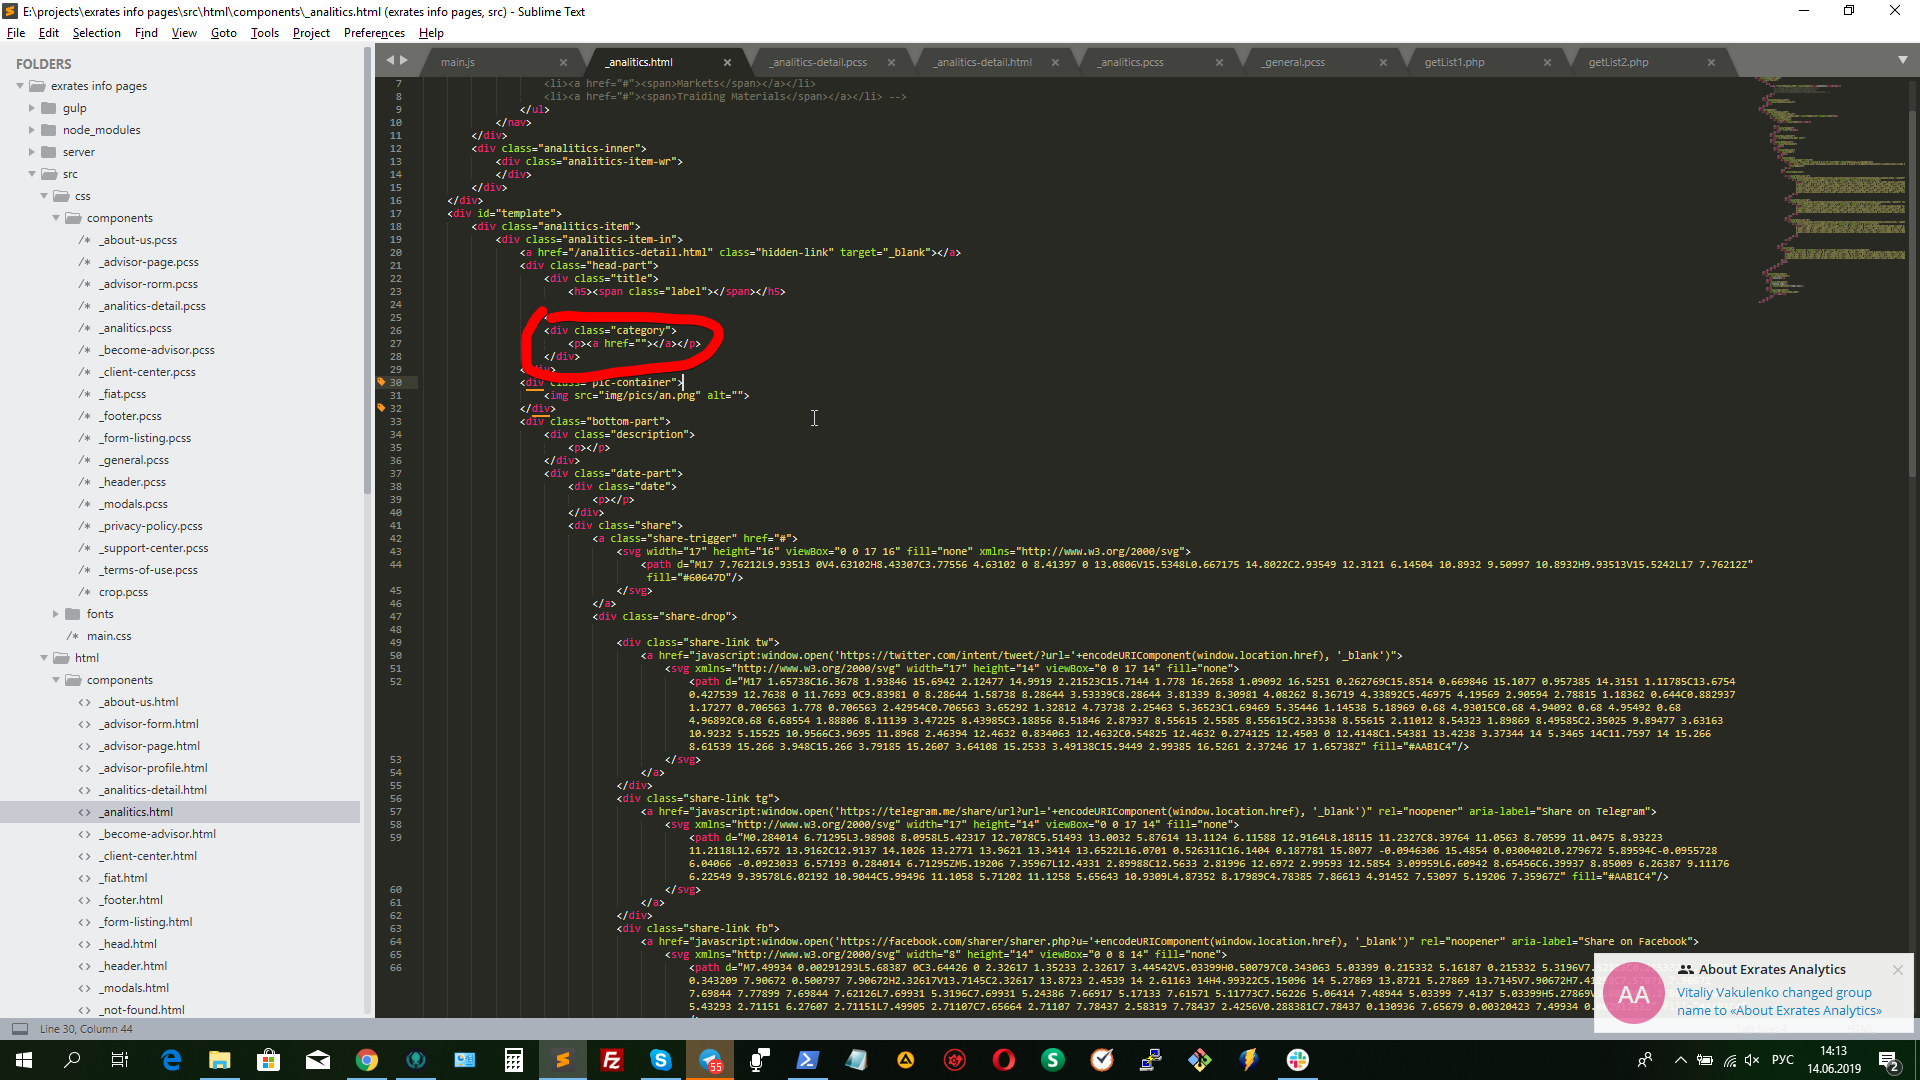 E:\projects\exrates info pages\src\html\components\_analitics.html (exrates info pages, src) - Sublime Text
File Edit Selection Find View Goto Tools Project Preferences Help
FOLDERS
exrates info pages
gulp
node_modules
server
src
css
components
/* _about-us.pcss
/* _advisor-page.pcss
/* _advisor-rorm.pcss
/* _analitics-detail.pcss
/* _analitics.pcss
/* _become-advisor.pcss
/* _client-center.pcss
/* _fiat.pcss
/* _footer.pcss
/* _form-listing.pcss
/* _general.pcss
/* _header.pcss
/* _modals.pcss
/* _privacy-policy.pcss
/* _support-center.pcss
/* _terms-of-use.pcss
/* crop.pcss
fonts
/* main.css
html
components
<> _about-us.html
<> _advisor-form.html
<> _advisor-page.html
<> _advisor-profile.html
<> _analitics-detail.html
<> _analitics.html
<> _become-advisor.html
<> _client-center.html
<> _fiat.html
<> _footer.html
<> _form-listing.html
<> _head.html
<> _header.html
<> _modals.html
<> _not-found.html
main.js _analitics.html _analitics-detail.pcss _analitics-detail.html _analitics.pcss _general.pcss getList1.php getList2.php
7 <li><a href="#"><span>Markets</span></a></li>
8 <li><a href="#"><span>Traiding Materials</span></a></li> -->
9 </ul>
10 </nav>
11 </div>
12 <div class="analitics-inner">
13 <div class="analitics-item-wr">
14 </div>
15 </div>
16 </div>
17 <div id="template">
18 <div class="analitics-item">
19 <div class="analitics-item-in">
20 <a href="/analitics-detail.html" class="hidden-link" target="_blank"></a>
21 <div class="head-part">
22 <div class="title">
23 <h5><span class="label"></span></h5>
24
25
26 <div class="category">
27 <p><a href=""></a></p>
28 </div>
29
30 <div class="pic-container">
31 <img src="img/pics/an.png" alt="">
32 </div>
33 <div class="bottom-part">
34 <div class="description">
35 <p></p>
36 </div>
37 <div class="date-part">
38 <div class="date">
39 <p></p>
40 </div>
41 <div class="share">
42 <a class="share-trigger" href="#">
43 <svg width="17" height="16" viewBox="0 0 17 16" fill="none" xmlns="http://www.w3.org/2000/svg">
44 <path d="M17 7.76212L9.93513 0V4.63102H8.43307C3.77556 4.63102 0 8.41397 0 13.0806V15.5348L0.667175 14.8022C2.93549 12.3121 6.14504 10.8932 9.50997 10.8932H9.93513V15.5242L17 7.76212Z"
fill="#60647D"/>
45 </svg>
46 </a>
47 <div class="share-drop">
48
49 <div class="share-link tw">
50 <a href="javascript:window.open('https://twitter.com/intent/tweet/?url='+encodeURIComponent(window.location.href), '_blank')">
51 <svg xmlns="http://www.w3.org/2000/svg" width="17" height="14" viewBox="0 0 17 14" fill="none">
52 <path d="M17 1.65738C16.3678 1.93846 15.6942 2.12477 14.9919 2.21523C15.7144 1.778 16.2658 1.09092 16.5251 0.262769C15.8514 0.669846 15.1077 0.957385 14.3151 1.11785C13.6754
0.427539 12.7638 0 11.7693 0C9.83981 0 8.28644 1.58738 8.28644 3.53339C8.28644 3.81339 8.30981 4.08262 8.36719 4.33892C5.46975 4.19569 2.90594 2.78815 1.18362 0.644C0.882937
1.17277 0.706563 1.778 0.706563 2.42954C0.706563 3.65292 1.32812 4.73738 2.25463 5.36523C1.69469 5.35446 1.14538 5.18969 0.68 4.93015C0.68 4.94092 0.68 4.95492 0.68
4.96892C0.68 6.68554 1.88806 8.11139 3.47225 8.43985C3.18856 8.51846 2.87937 8.55615 2.5585 8.55615C2.33538 8.55615 2.11012 8.54323 1.89869 8.49585C2.35025 9.89477 3.63163
10.9232 5.15525 10.9566C3.9695 11.8968 2.46394 12.4632 0.834063 12.4632C0.54825 12.4632 0.274125 12.4503 0 12.4148C1.54381 13.4238 3.37344 14 5.3465 14C11.7597 14 15.266
8.61539 15.266 3.948C15.266 3.79185 15.2607 3.64108 15.2533 3.49138C15.9449 2.99385 16.5261 2.37246 17 1.65738Z" fill="#AAB1C4"/>
53 </svg>
54 </a>
55 </div>
56 <div class="share-link tg">
57 <a href="javascript:window.open('https://telegram.me/share/url?url='+encodeURIComponent(window.location.href), '_blank')" rel="noopener" aria-label="Share on Telegram">
58 <svg xmlns="http://www.w3.org/2000/svg" width="17" height="14" viewBox="0 0 17 14" fill="none">
59 <path d="M0.284014 6.71295L3.98908 8.0958L5.42317 12.7078C5.51493 13.0032 5.87614 13.1124 6.11588 12.9164L8.18115 11.2327C8.39764 11.0563 8.70599 11.0475 8.93223
11.2118L12.6572 13.9162C12.9137 14.1026 13.2771 13.9621 13.3414 13.6522L16.0701 0.526311C16.1404 0.187781 15.8077 -0.0946306 15.4854 0.0300402L0.279672 5.89594C-0.0955728
6.04066 -0.0923033 6.57193 0.284014 6.71295ZM5.19206 7.35967L12.4331 2.89988C12.5633 2.81996 12.6972 2.99593 12.5854 3.09959L6.60942 8.65456C6.39937 8.85009 6.26387 9.11176
6.22549 9.39578L6.02192 10.9044C5.99496 11.1058 5.71202 11.1258 5.65643 10.9309L4.87352 8.17989C4.78385 7.86613 4.91452 7.53097 5.19206 7.35967Z" fill="#AAB1C4"/>
60 </svg>
61 </a>
62 </div>
63 <div class="share-link fb">
64 <a href="javascript:window.open('https://facebook.com/sharer/sharer.php?u='+encodeURIComponent(window.location.href), '_blank')" rel="noopener" aria-label="Share on Facebook">
65 <svg xmlns="http://www.w3.org/2000/svg" width="8" height="14" viewBox="0 0 8 14" fill="none">
66 <path d="M7.49934 0.00291293L5.68387 0C3.64426 0 2.32617 1.35233 2.32617 3.44542V5.03399H0.500797C0.343063 5.03399 0.215332 5.16187 0.215332
0.343209 7.90672 0.500797 7.90672H2.32617V13.7145C2.32617 13.8723 2.4539 14 2.61163 14H4.99322C5.15096 14 5.27869 13.8721 5.27869 13.7145V7.90672H7.4
7.69844 7.77899 7.69844 7.62126L7.69931 5.3196C7.69931 5.24386 7.66917 5.17133 7.61571 5.11773C7.56226 5.06414 7.48944 5.03399 7.4137 5.03399H5.27869V
5.43293 2.71151 6.27607 2.71151L7.49905 2.71107C7.65664 2.71107 7.78437 2.58319 7.78437 2.4256V0.288381C7.78437 0.130936 7.65679 0.00320423 7.49934
About Exrates Analytics
AA
Vitaliy Vakulenko changed group
name to «About Exrates Analytics»
Line 30, Column 44
55
РУС
14:13
14.06.2019
2